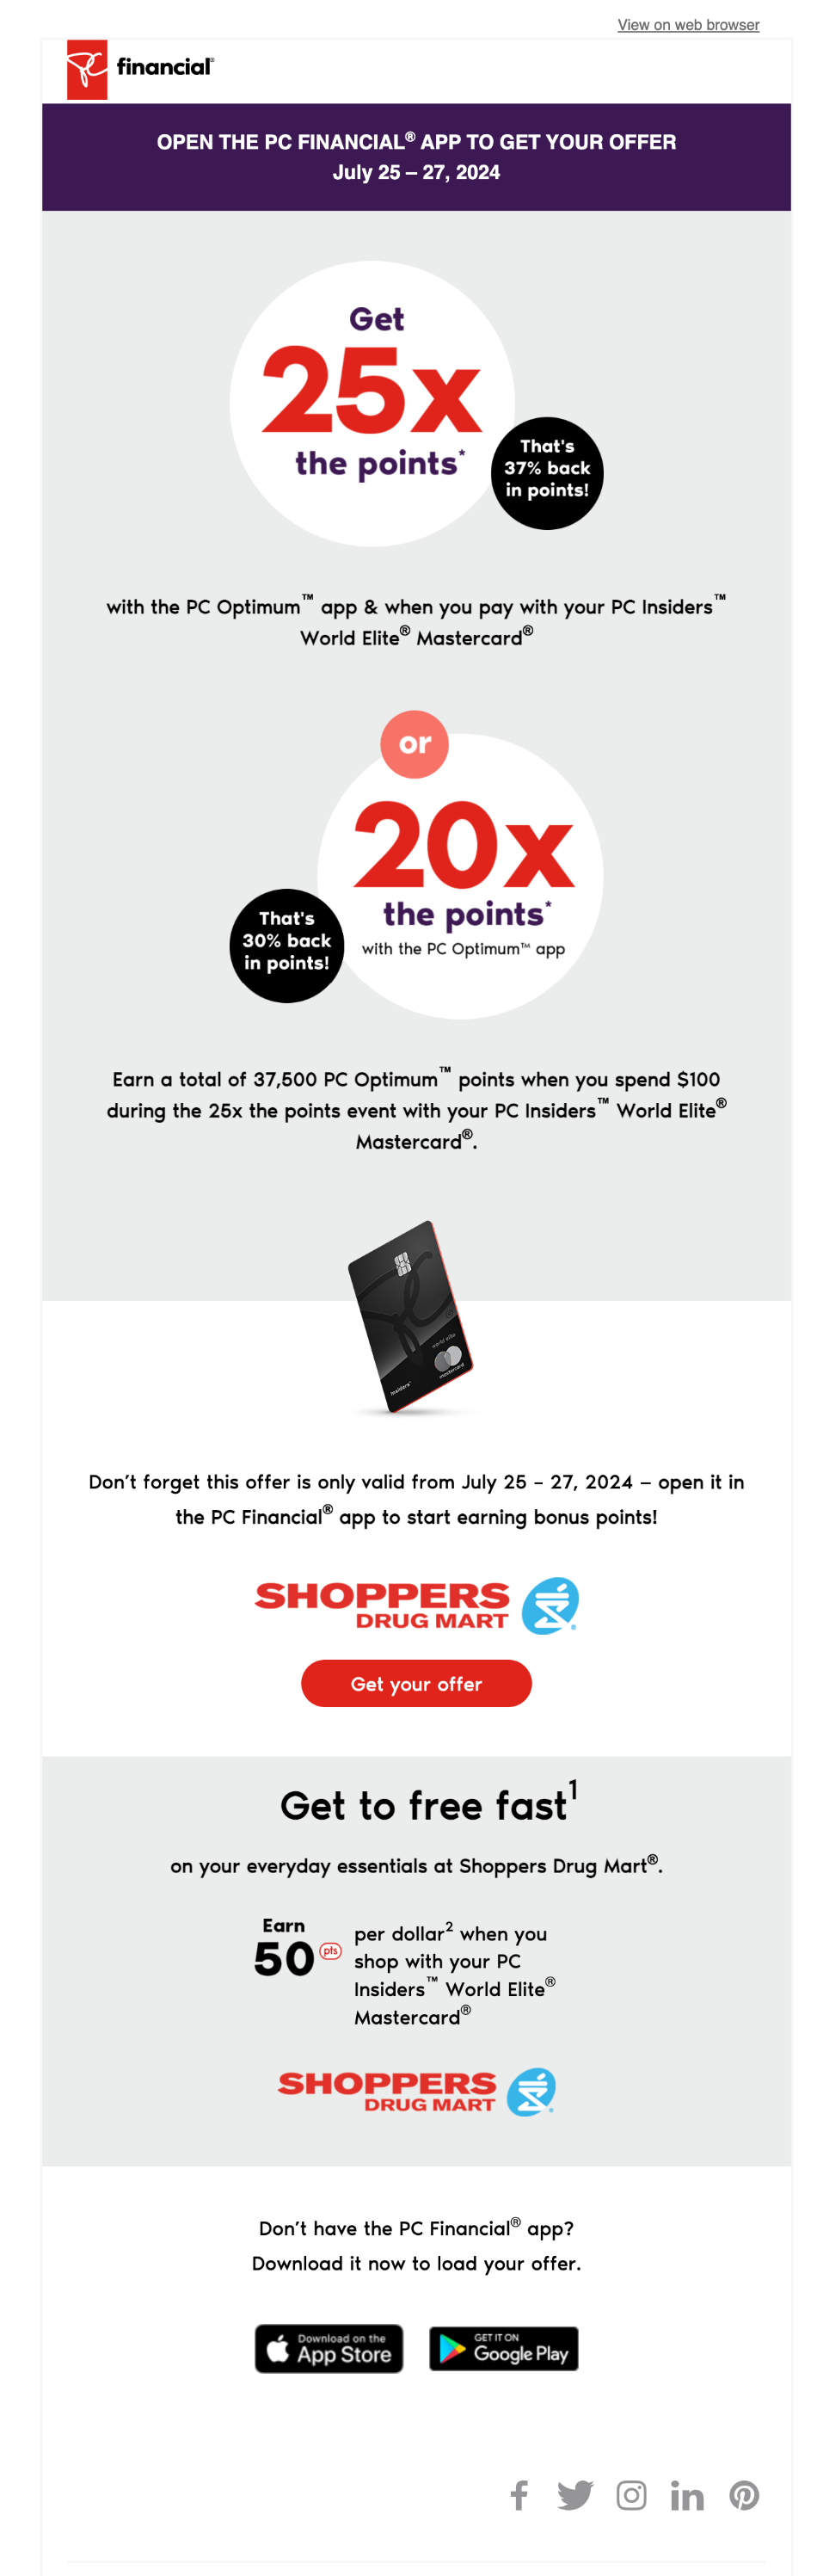 View on web browser
financial®
OPEN THE PC FINANCIAL® APP TO GET YOUR OFFER
July 25 – 27, 2024
Get
25x
the points*
That's
37% back
in points!
with the PC Optimum™ app & when you pay with your PC Insiders™
World Elite® Mastercard®
or
20x
the points*
with the PC Optimum™ app
That's
30% back
in points!
Earn a total of 37,500 PC Optimum™ points when you spend $100
during the 25x the points event with your PC Insiders™ World Elite®
Mastercard®.
world elite
mastercard
Insiders™
Don't forget this offer is only valid from July 25 – 27, 2024 – open it in
the PC Financial® app to start earning bonus points!
SHOPPERS
DRUG MART
Get your offer
Get to free fast¹
on your everyday essentials at Shoppers Drug Mart®.
Earn
50 pts
per dollar² when you
shop with your PC
Insiders™ World Elite®
Mastercard®
SHOPPERS
DRUG MART
Don't have the PC Financial® app?
Download it now to load your offer.
Download on the
App Store
GET IT ON
Google Play